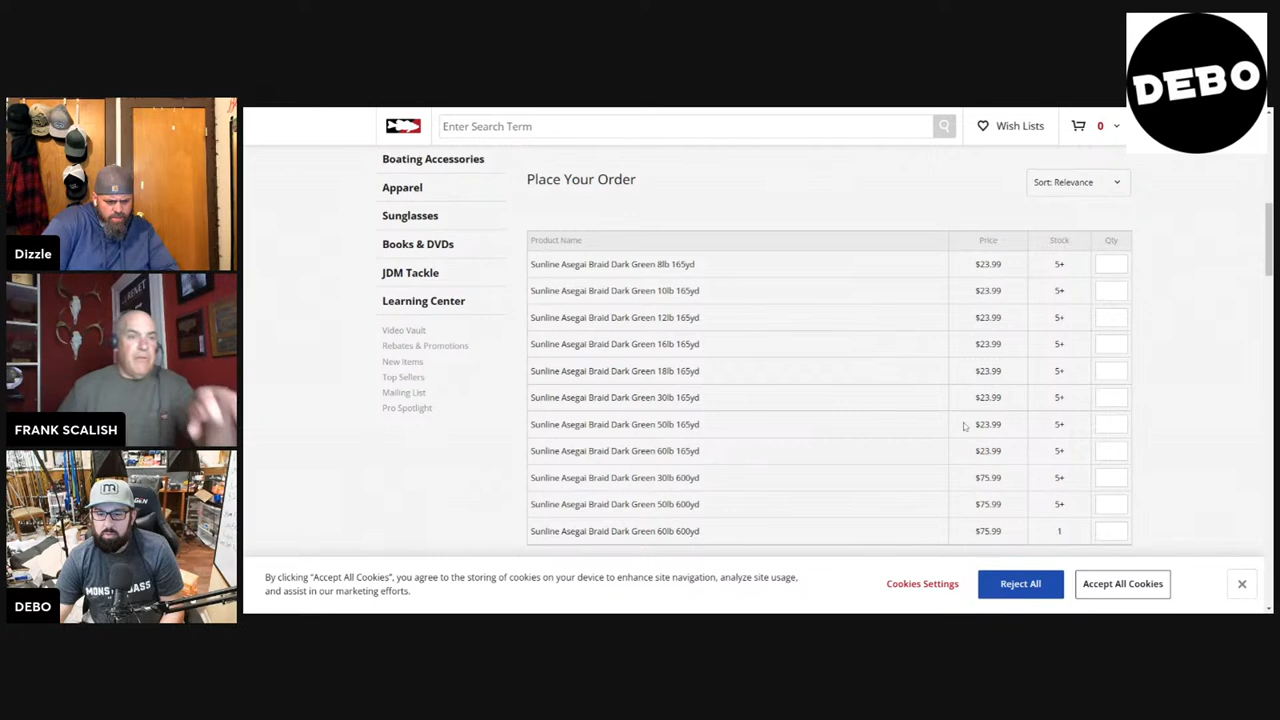 DEBO
Enter Search Term
Wish Lists
0
Boating Accessories
Apparel
Sunglasses
Books & DVDs
JDM Tackle
Learning Center
Video Vault
Rebates & Promotions
New Items
Top Sellers
Mailing List
Pro Spotlight
Place Your Order
Sort: Relevance
Product Name Price Stock Qty
Sunline Asegai Braid Dark Green 8lb 165yd $23.99 5+
Sunline Asegai Braid Dark Green 10lb 165yd $23.99 5+
Sunline Asegai Braid Dark Green 12lb 165yd $23.99 5+
Sunline Asegai Braid Dark Green 16lb 165yd $23.99 5+
Sunline Asegai Braid Dark Green 18lb 165yd $23.99 5+
Sunline Asegai Braid Dark Green 30lb 165yd $23.99 5+
Sunline Asegai Braid Dark Green 50lb 165yd $23.99 5+
Sunline Asegai Braid Dark Green 60lb 165yd $23.99 5+
Sunline Asegai Braid Dark Green 30lb 600yd $75.99 5+
Sunline Asegai Braid Dark Green 50lb 600yd $75.99 5+
Sunline Asegai Braid Dark Green 60lb 600yd $75.99 1
By clicking “Accept All Cookies”, you agree to the storing of cookies on your device to enhance site navigation, analyze site usage,
and assist in our marketing efforts.
Cookies Settings
Reject All
Accept All Cookies
Dizzle
FRANK SCALISH
DEBO